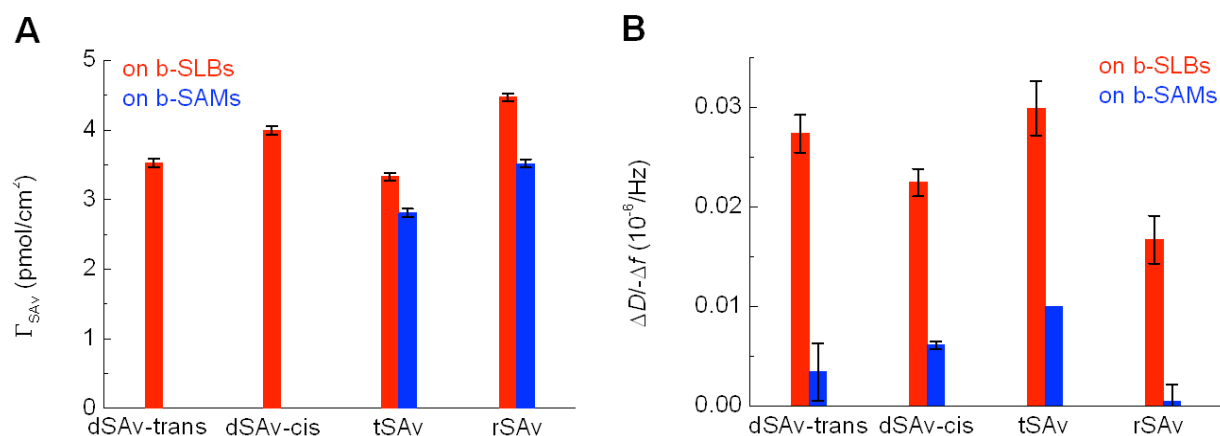 A
5
4
3
2
1
0
ΓSAv (pmol/cm²)
on b-SLBs
on b-SAMs
dSAv-trans dSAv-cis tSAv rSAv
B
0.03
0.02
0.01
0.00
ΔD/-Δf (10⁻⁶/Hz)
on b-SLBs
on b-SAMs
dSAv-trans dSAv-cis tSAv rSAv